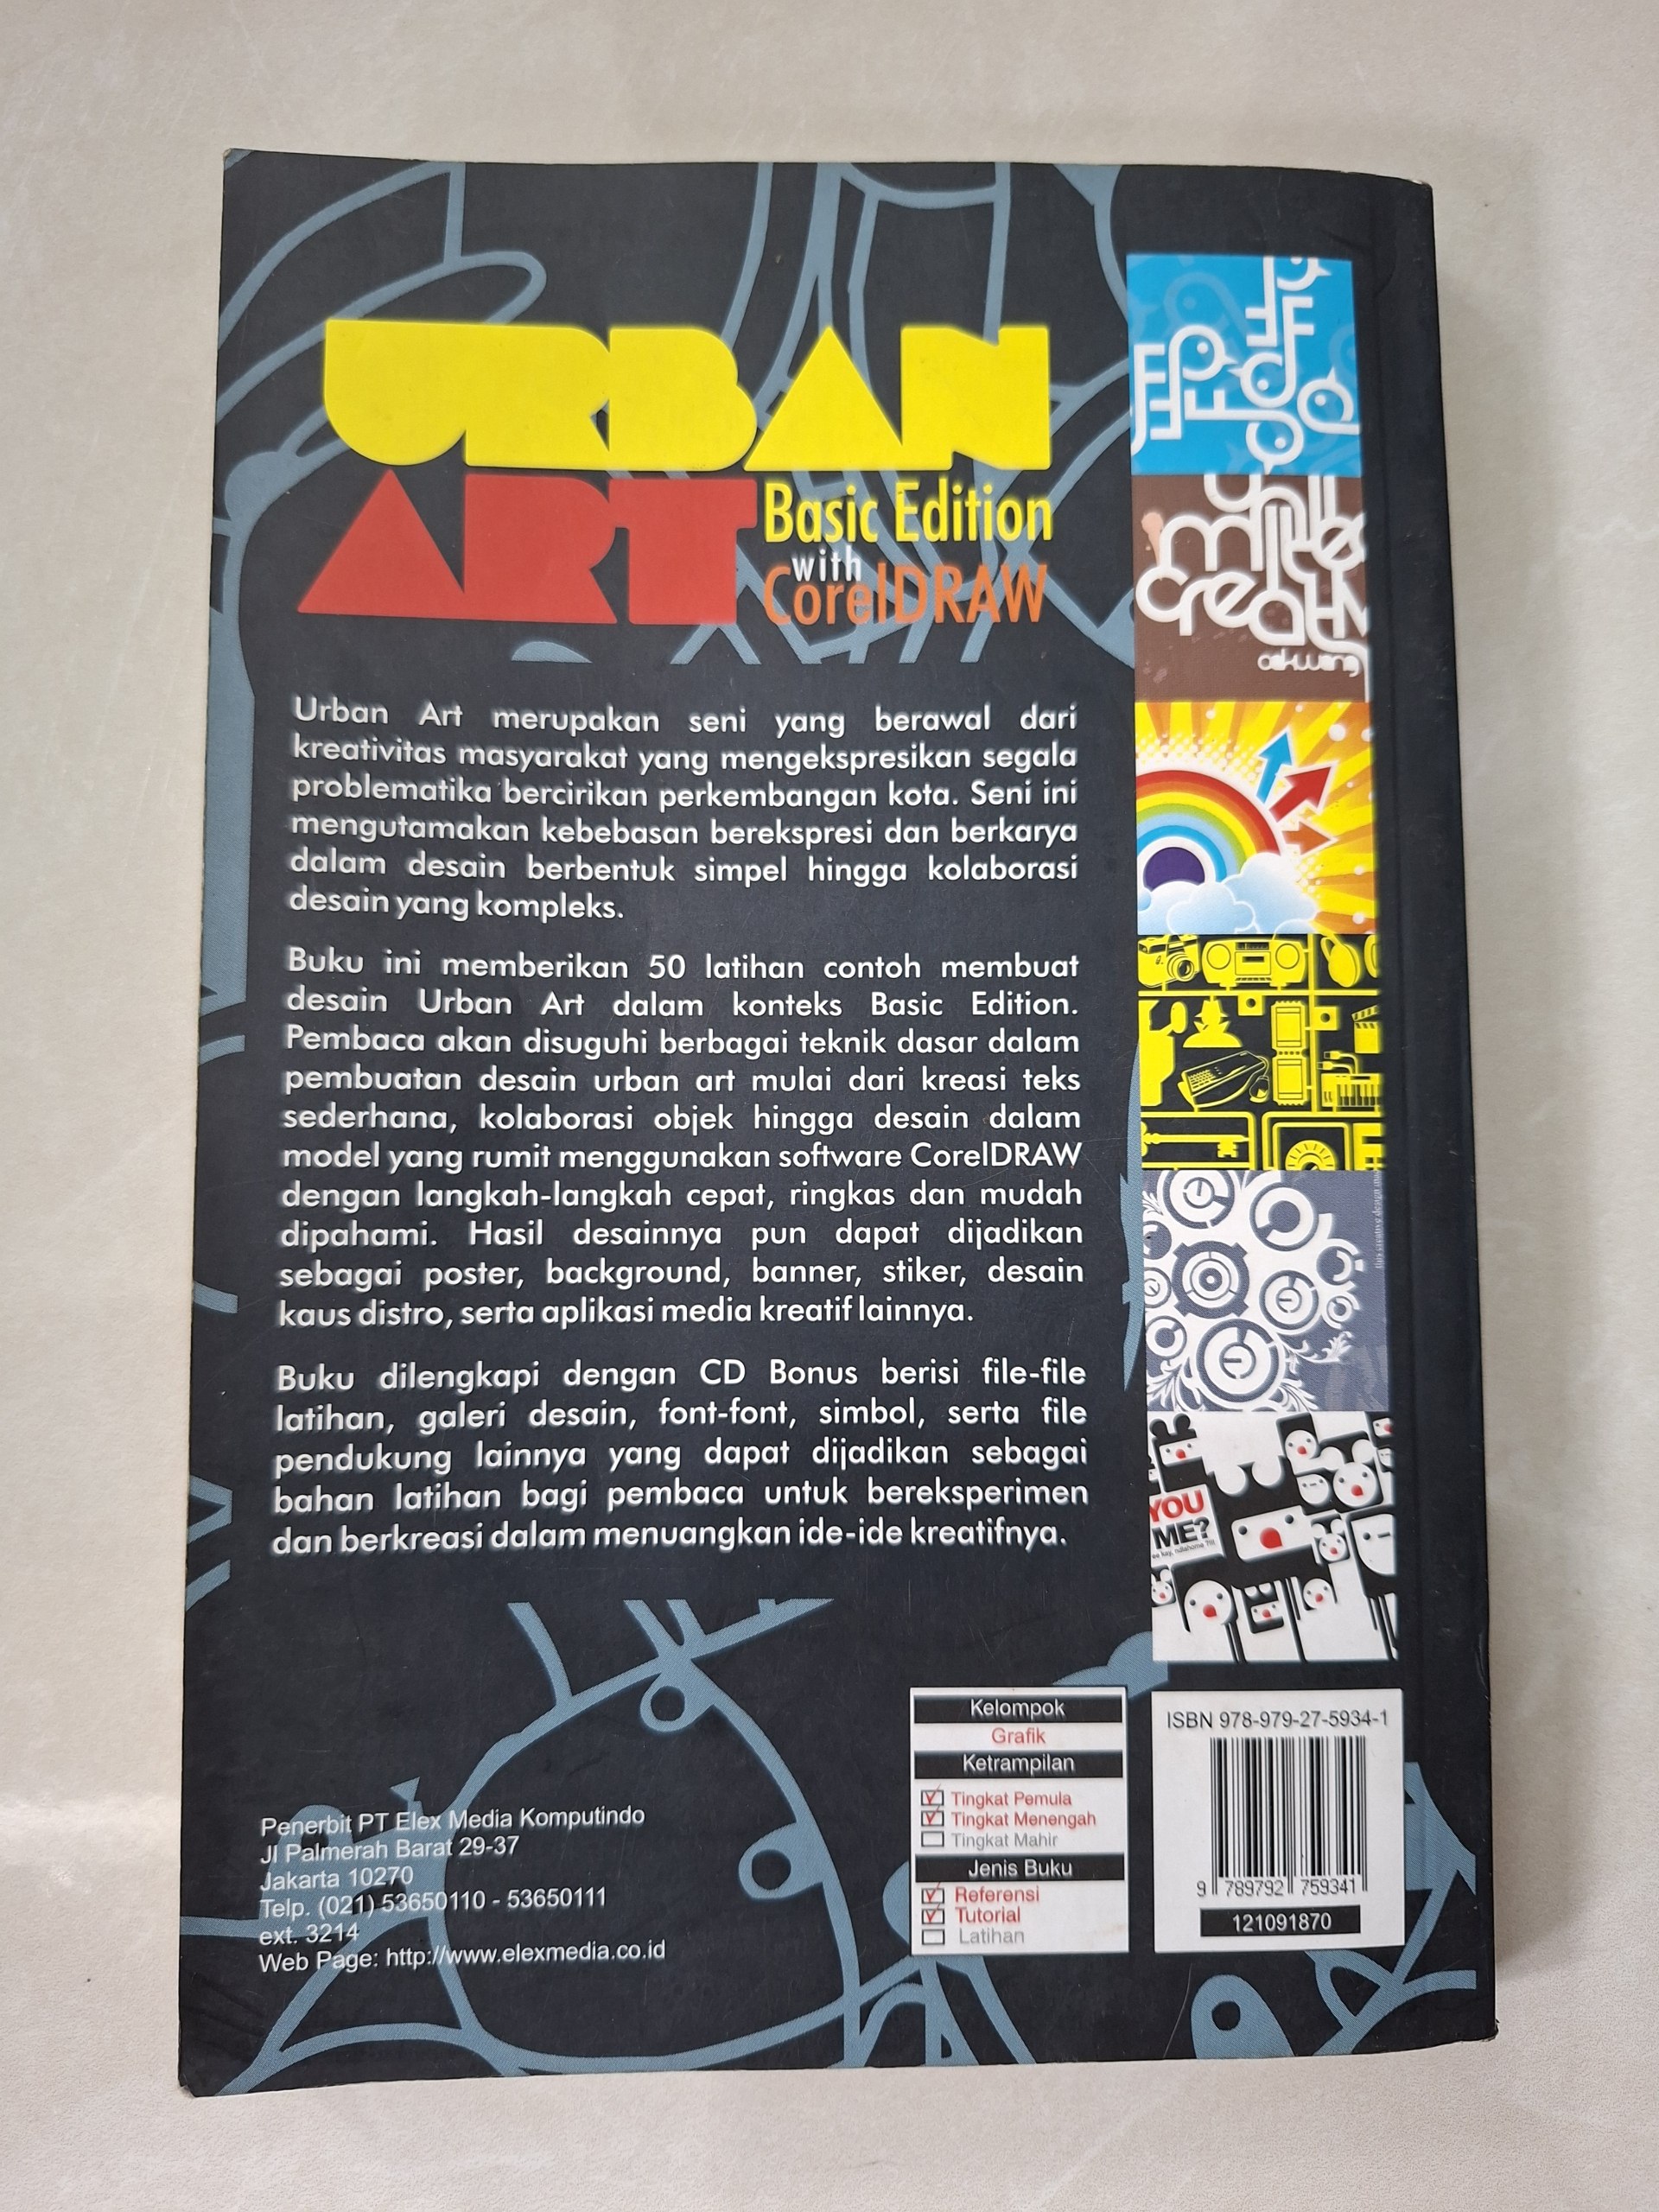 URBAN
ART
Basic Edition
with
CorelDRAW
Urban Art merupakan seni yang berawal dari
kreativitas masyarakat yang mengekspresikan segala
problematika bercirikan perkembangan kota. Seni ini
mengutamakan kebebasan berekspresi dan berkarya
dalam desain berbentuk simpel hingga kolaborasi
desain yang kompleks.
Buku ini memberikan 50 latihan contoh membuat
desain Urban Art dalam konteks Basic Edition.
Pembaca akan disuguhi berbagai teknik dasar dalam
pembuatan desain urban art mulai dari kreasi teks
sederhana, kolaborasi objek hingga desain dalam
model yang rumit menggunakan software CorelDRAW
dengan langkah-langkah cepat, ringkas dan mudah
dipahami. Hasil desainnya pun dapat dijadikan
sebagai poster, background, banner, stiker, desain
kaus distro, serta aplikasi media kreatif lainnya.
Buku dilengkapi dengan CD Bonus berisi file-file
latihan, galeri desain, font-font, simbol, serta file
pendukung lainnya yang dapat dijadikan sebagai
bahan latihan bagi pembaca untuk bereksperimen
dan berkreasi dalam menuangkan ide-ide kreatifnya.
YOU
ME?
Penerbit PT Elex Media Komputindo
Jl Palmerah Barat 29-37
Jakarta 10270
Telp. (021) 53650110 - 53650111
ext. 3214
Web Page: http://www.elexmedia.co.id
Kelompok
Grafik
Ketrampilan
Tingkat Pemula
Tingkat Menengah
Tingkat Mahir
Jenis Buku
Referensi
Tutorial
Latihan
ISBN 978-979-27-5934-1
9 789792 759341
121091870